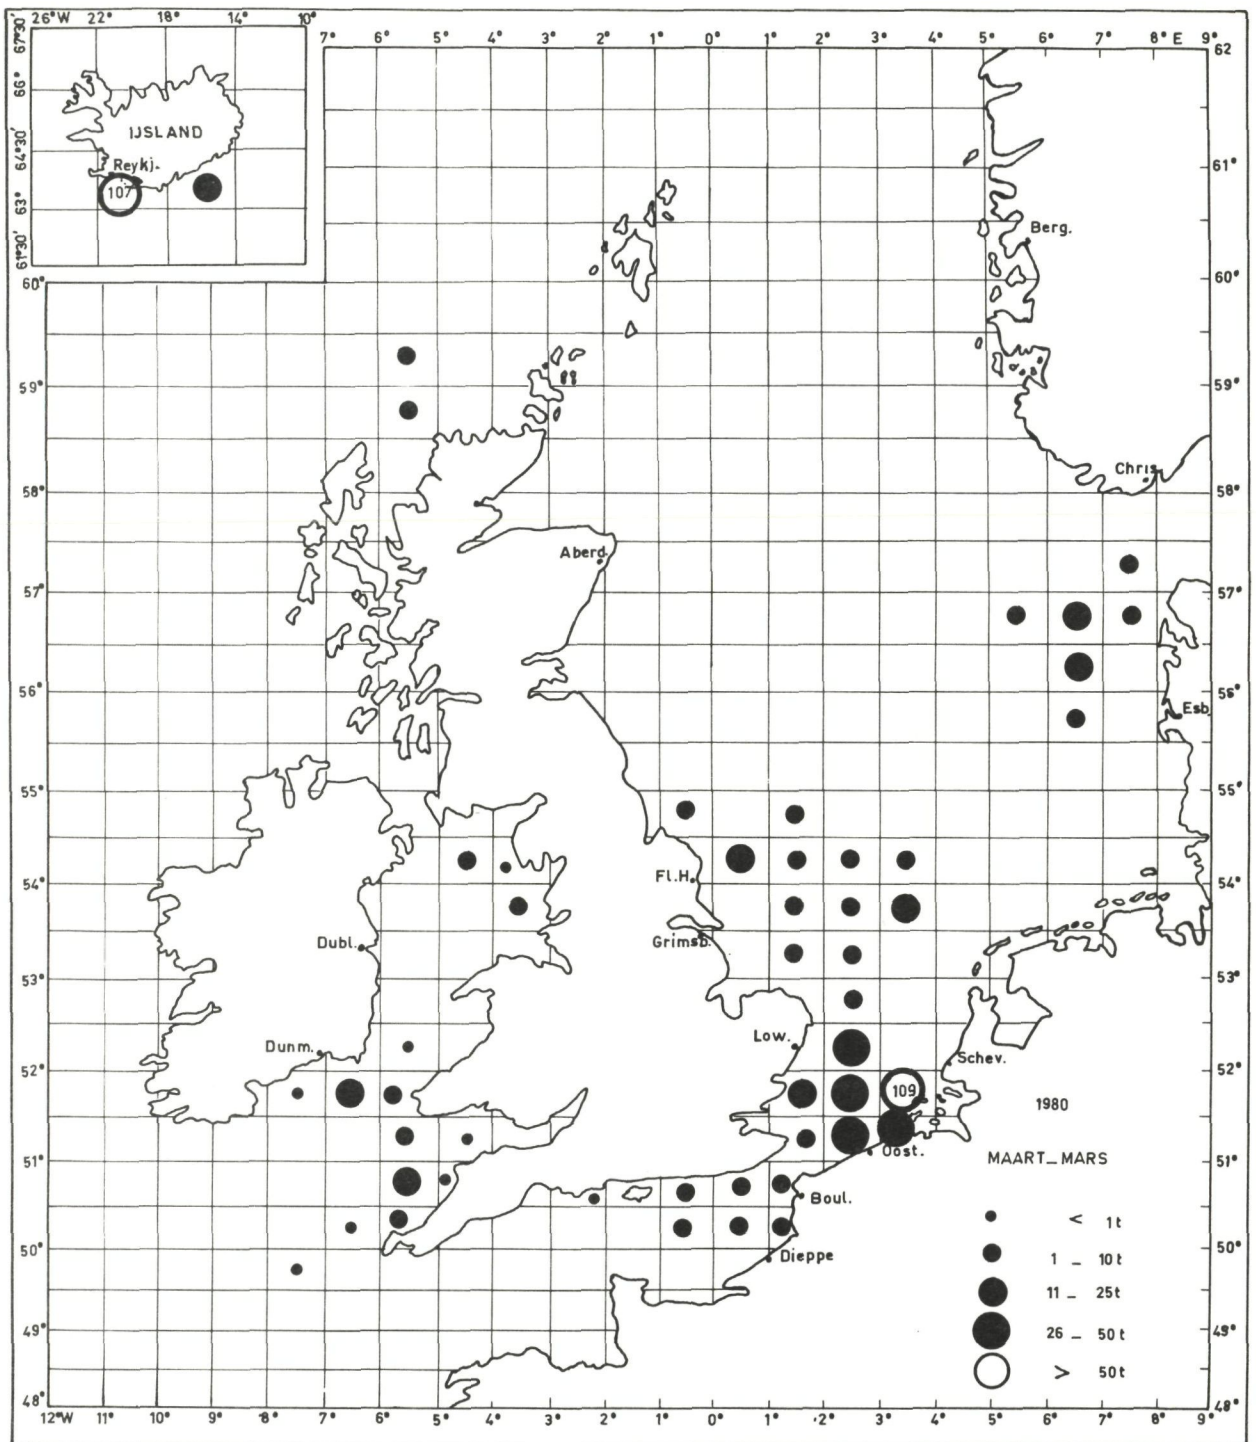 26°W 22° 18° 14° 10°
67°30'
66°
64°30'
63°
61°30'
IJSLAND
Reykj.
107
7° 6° 5° 4° 3° 2° 1° 0° 1° 2° 3° 4° 5° 6° 7° 8° E 9°
62
61°
Berg.
60° 60°
59° 59°
Chris
58° 58°
Aberd.
57° 57°
56° 56°
Esb
55° 55°
Fl.H.
54° 54°
Dubl.
Grimsb.
53° 53°
Low.
Dunm.
Schev.
52° 52°
109
1980
Oost.
51° 51°
MAART_MARS
Boul.
< 1t
50° 50°
Dieppe
1 _ 10t
11 _ 25t
49° 49°
26 _ 50t
> 50t
48° 48°
12°W 11° 10° 9° 8° 7° 6° 5° 4° 3° 2° 1° 0° 1° 2° 3° 4° 5° 6° 7° 8° 9°